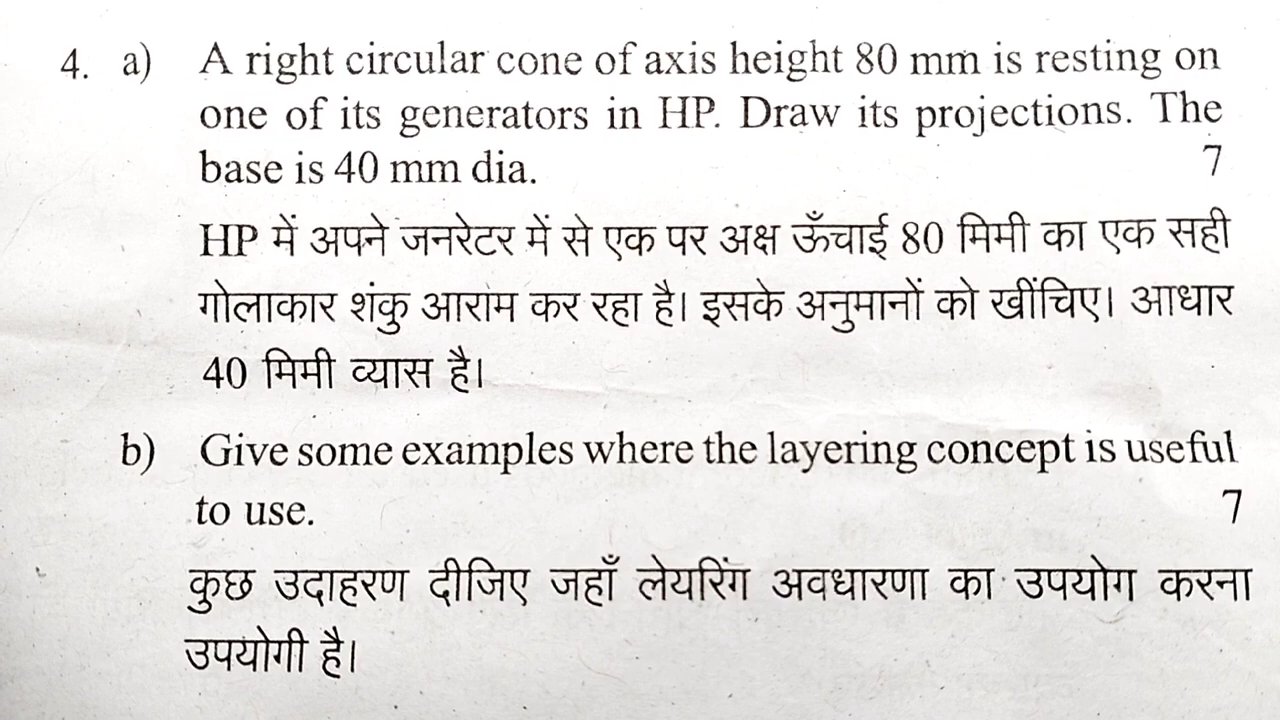 4. a) A right circular cone of axis height 80 mm is resting on
one of its generators in HP. Draw its projections. The
base is 40 mm dia. 7
HP में अपने जनरेटर में से एक पर अक्ष ऊँचाई 80 मिमी का एक सही
गोलाकार शंकु आराम कर रहा है। इसके अनुमानों को खींचिए। आधार
40 मिमी व्यास है।
b) Give some examples where the layering concept is useful
to use. 7
कुछ उदाहरण दीजिए जहाँ लेयरिंग अवधारणा का उपयोग करना
उपयोगी है।